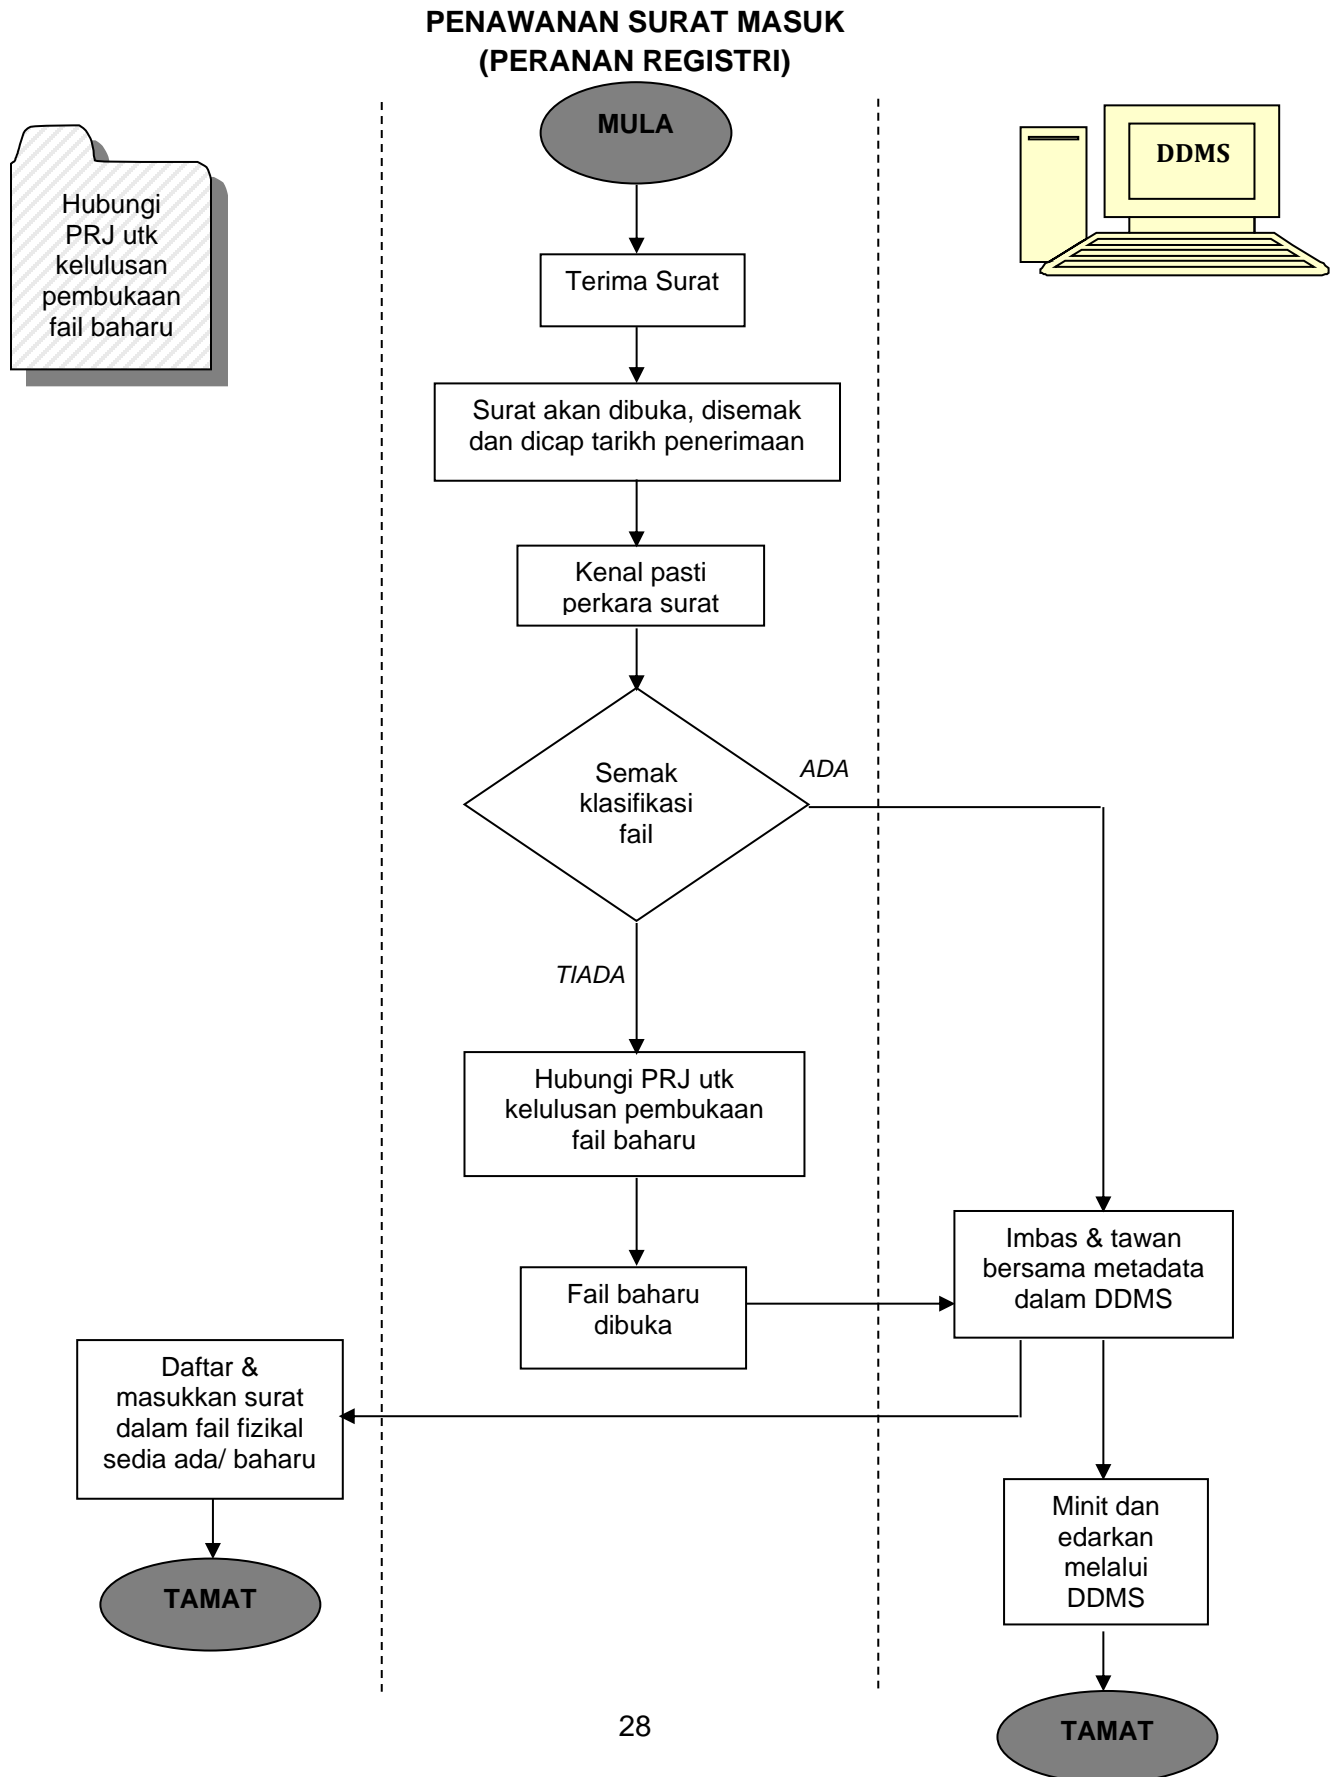 PENAWANAN SURAT MASUK
(PERANAN REGISTRI)
MULA
DDMS
Hubungi
PRJ utk
kelulusan
pembukaan
fail baharu
Terima Surat
Surat akan dibuka, disemak
dan dicap tarikh penerimaan
Kenal pasti
perkara surat
Semak
klasifikasi
fail
ADA
TIADA
Hubungi PRJ utk
kelulusan pembukaan
fail baharu
Fail baharu
dibuka
Imbas & tawan
bersama metadata
dalam DDMS
Daftar &
masukkan surat
dalam fail fizikal
sedia ada/ baharu
TAMAT
Minit dan
edarkan
melalui
DDMS
TAMAT
28